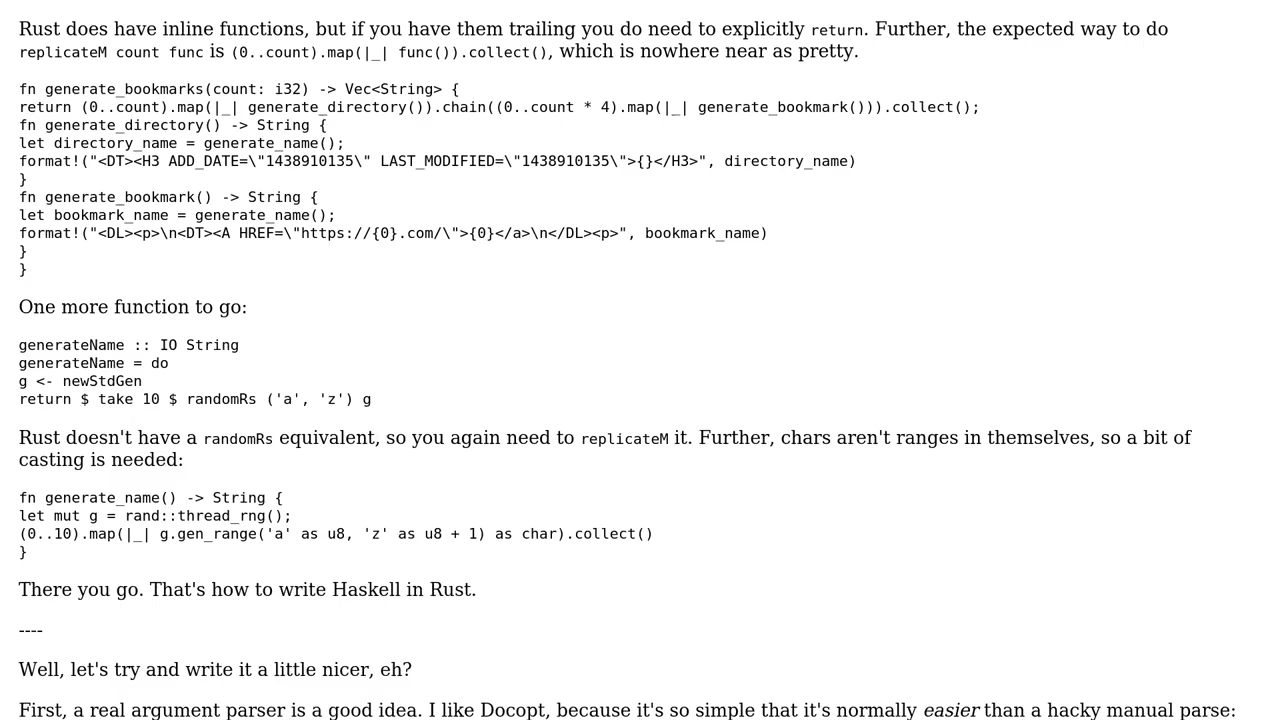 Rust does have inline functions, but if you have them trailing you do need to explicitly return. Further, the expected way to do
replicateM count func is (0..count).map(|_| func()).collect(), which is nowhere near as pretty.
fn generate_bookmarks(count: i32) -> Vec<String> {
return (0..count).map(|_| generate_directory()).chain((0..count * 4).map(|_| generate_bookmark())).collect();
fn generate_directory() -> String {
let directory_name = generate_name();
format!("<DT><H3 ADD_DATE=\"1438910135\" LAST_MODIFIED=\"1438910135\">{}</H3>", directory_name)
}
fn generate_bookmark() -> String {
let bookmark_name = generate_name();
format!("<DL><p>\n<DT><A HREF=\"https://{0}.com/\">{0}</a>\n</DL><p>", bookmark_name)
}
}
One more function to go:
generateName :: IO String
generateName = do
g <- newStdGen
return $ take 10 $ randomRs ('a', 'z') g
Rust doesn't have a randomRs equivalent, so you again need to replicateM it. Further, chars aren't ranges in themselves, so a bit of
casting is needed:
fn generate_name() -> String {
let mut g = rand::thread_rng();
(0..10).map(|_| g.gen_range('a' as u8, 'z' as u8 + 1) as char).collect()
}
There you go. That's how to write Haskell in Rust.
----
Well, let's try and write it a little nicer, eh?
First, a real argument parser is a good idea. I like Docopt, because it's so simple that it's normally easier than a hacky manual parse: